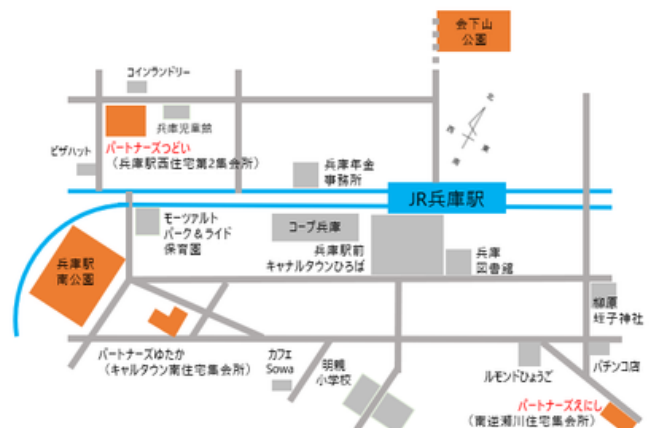 会下山
公園
コインランドリー
北
西
東
南
兵庫児童館
パートナーズつどい
ピザハット
（兵庫駅西住宅第2集会所）
兵庫年金
事務所
JR兵庫駅
モーツァルト
パーク＆ライド
保育園
コープ兵庫
兵庫駅前
キャナルタウンひろば
兵庫
図書館
兵庫駅
南公園
柳原
蛭子神社
パートナーズゆたか
（キャルタウン南住宅集会所）
カフェ
Sowa
明親
小学校
ルモンドひょうご
パチンコ店
パートナーズえにし
（南逆瀬川住宅集会所）